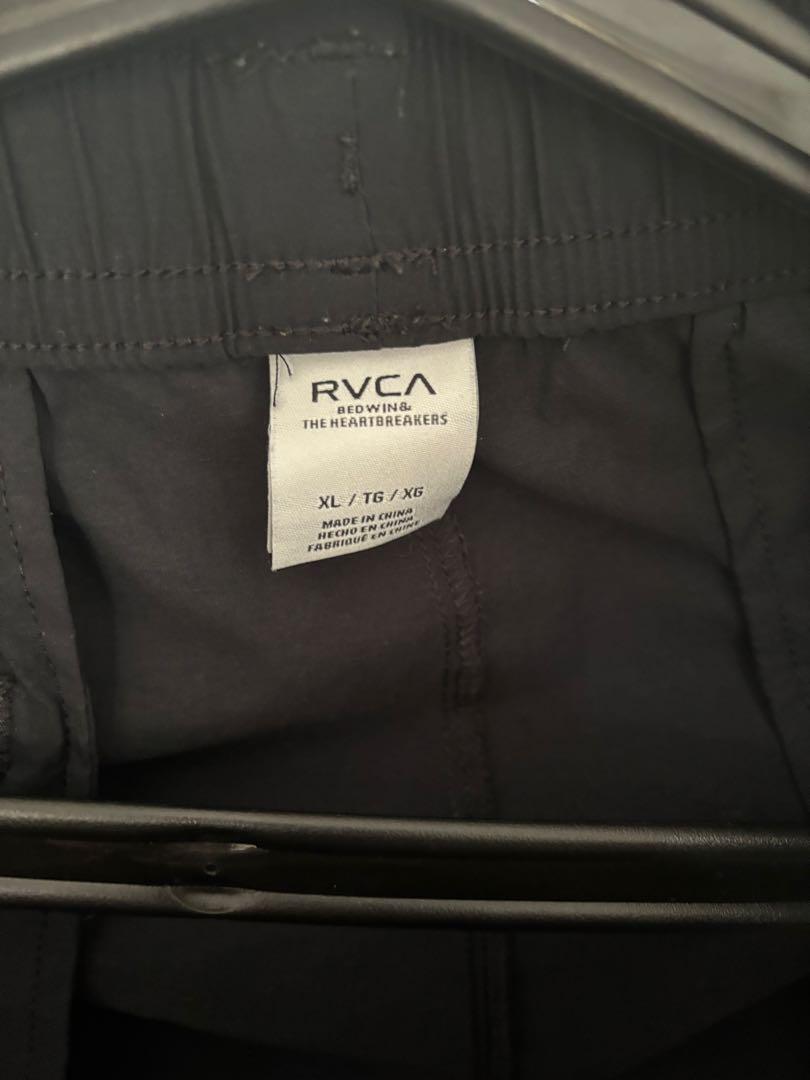 RVCA
BEDWIN&
THE HEARTBREAKERS
XL / TG / XG
MADE IN CHINA
HECHO EN CHINA
FABRIQUÉ EN CHINE